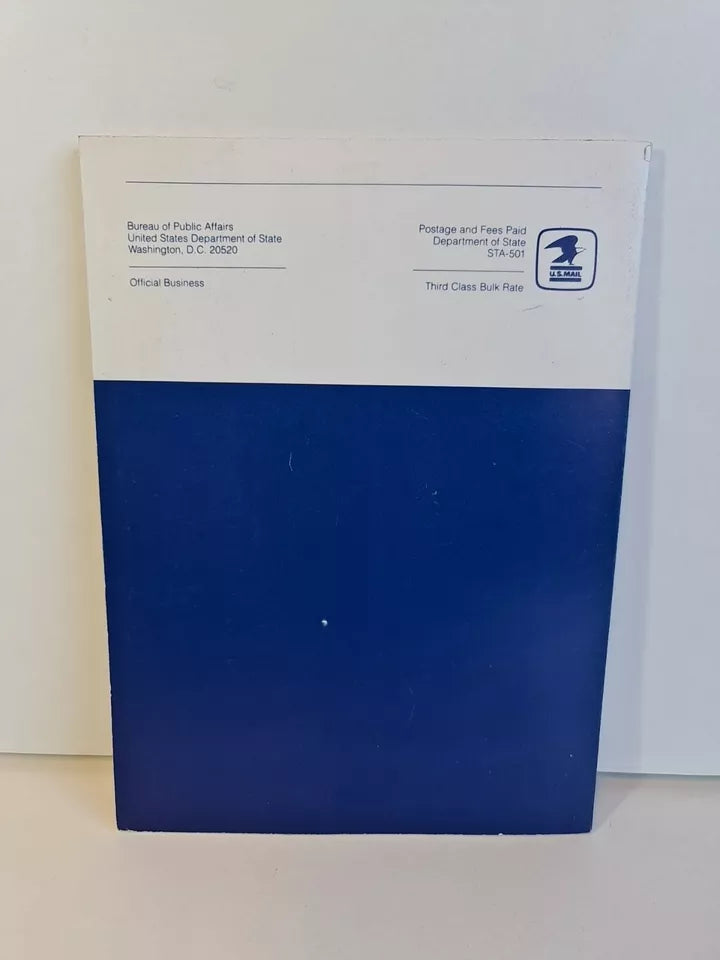 Bureau of Public Affairs
United States Department of State
Washington, D.C. 20520
Official Business
Postage and Fees Paid
Department of State
STA-501
Third Class Bulk Rate
U.S.MAIL